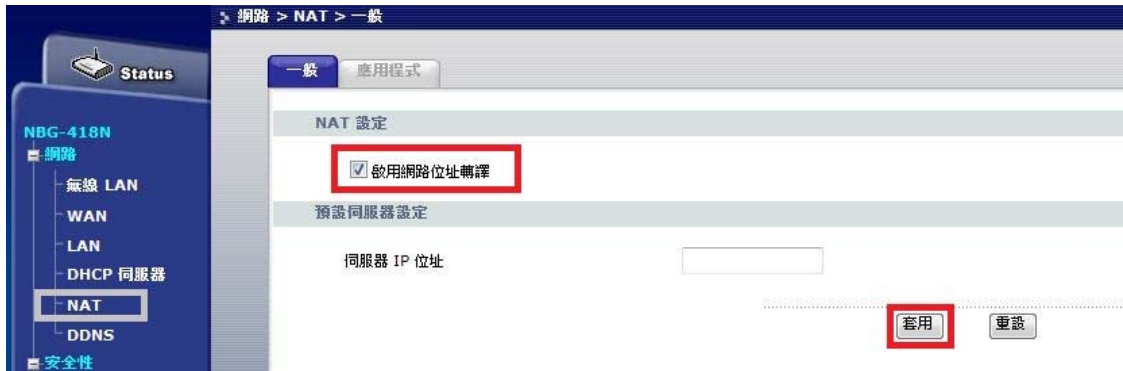 網路 > NAT > 一般
Status
一般
應用程式
NBG-418N
網路
無線 LAN
WAN
LAN
DHCP 伺服器
NAT
DDNS
安全性
NAT 設定
啟用網路位址轉譯
預設伺服器設定
伺服器 IP 位址
套用
重設